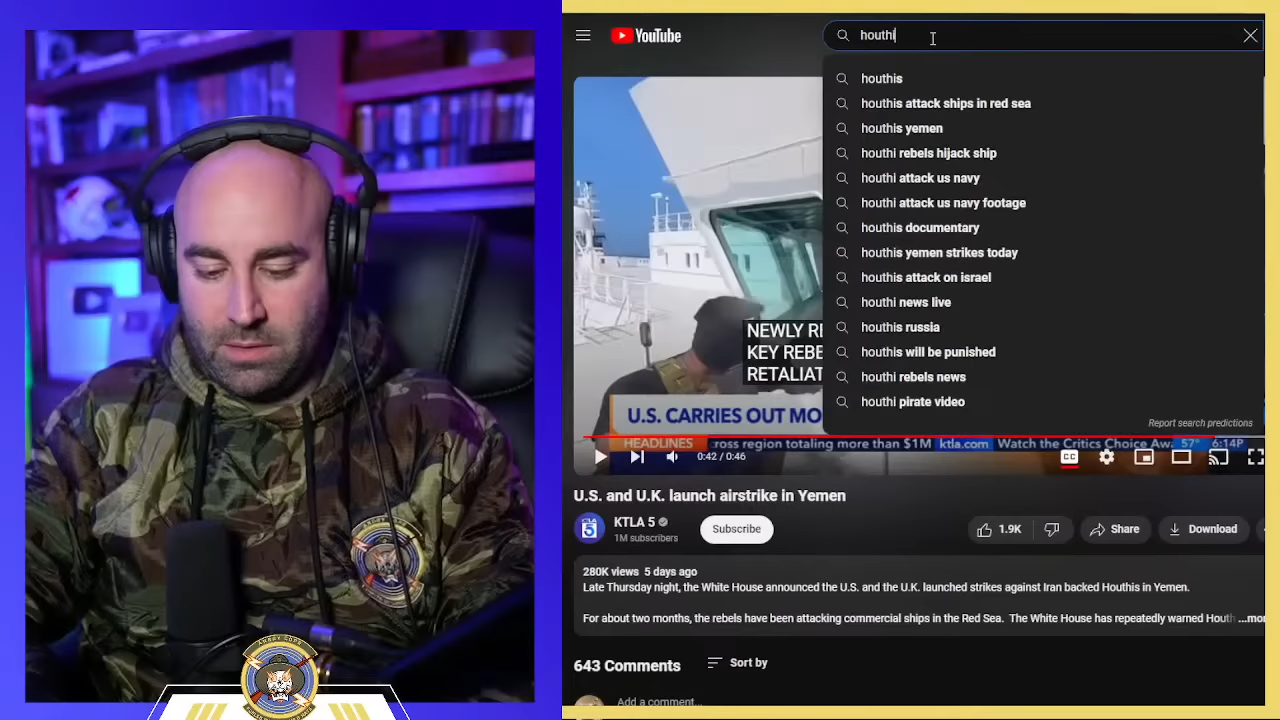 YouTube
houthi
houthis
houthis attack ships in red sea
houthis yemen
houthi rebels hijack ship
houthi attack us navy
houthi attack us navy footage
houthis documentary
houthis yemen strikes today
houthis attack on israel
houthi news live
houthis russia
houthis will be punished
houthi rebels news
houthi pirate video
Report search predictions
NEWLY RE
KEY REBE
RETALIAT
U.S. CARRIES OUT MO
HEADLINES
ross region totaling more than $1M ktla.com Watch the Critics Choice Awa 57° 6:14P
0:42 / 0:46
CC
U.S. and U.K. launch airstrike in Yemen
KTLA 5
1M subscribers
Subscribe
1.9K
Share
Download
280K views 5 days ago
Late Thursday night, the White House announced the U.S. and the U.K. launched strikes against Iran backed Houthis in Yemen.
For about two months, the rebels have been attacking commercial ships in the Red Sea. The White House has repeatedly warned Houth ...mor
643 Comments
Sort by
Add a comment...
ANGRY COPS